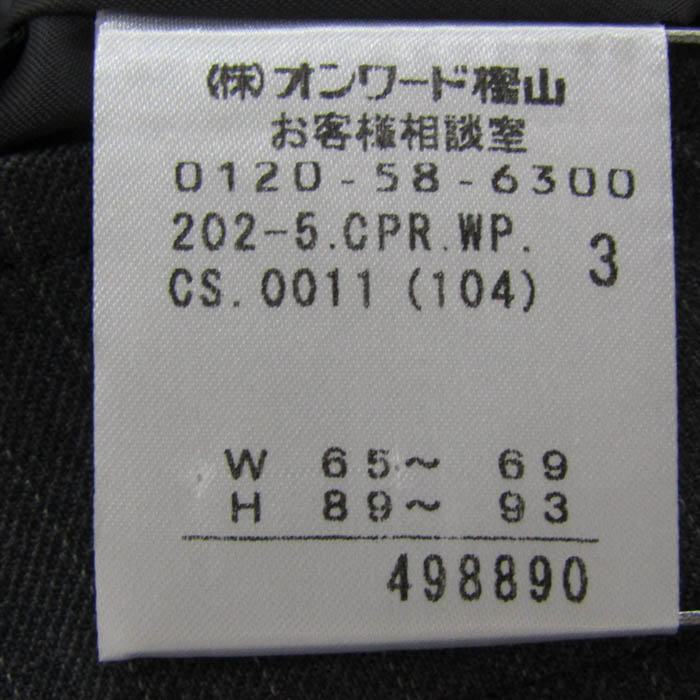 (株)オンワード樫山
お客様相談室
0120-58-6300
202-5.CPR.WP. 3
CS.0011(104)
W 65～ 69
H 89～ 93
498890